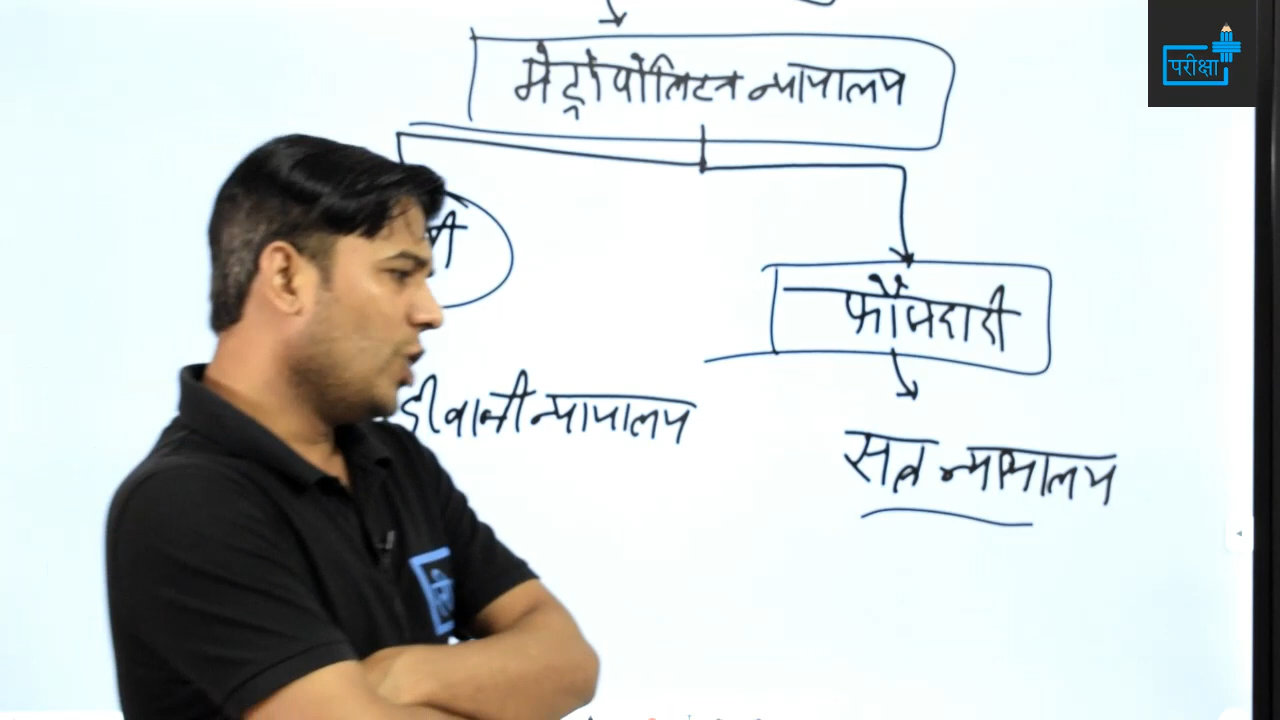 परीक्षा
मेट्रोपोलिटन न्यायालय
फौजदारी
दीवानी न्यायालय
सत्र न्यायालय